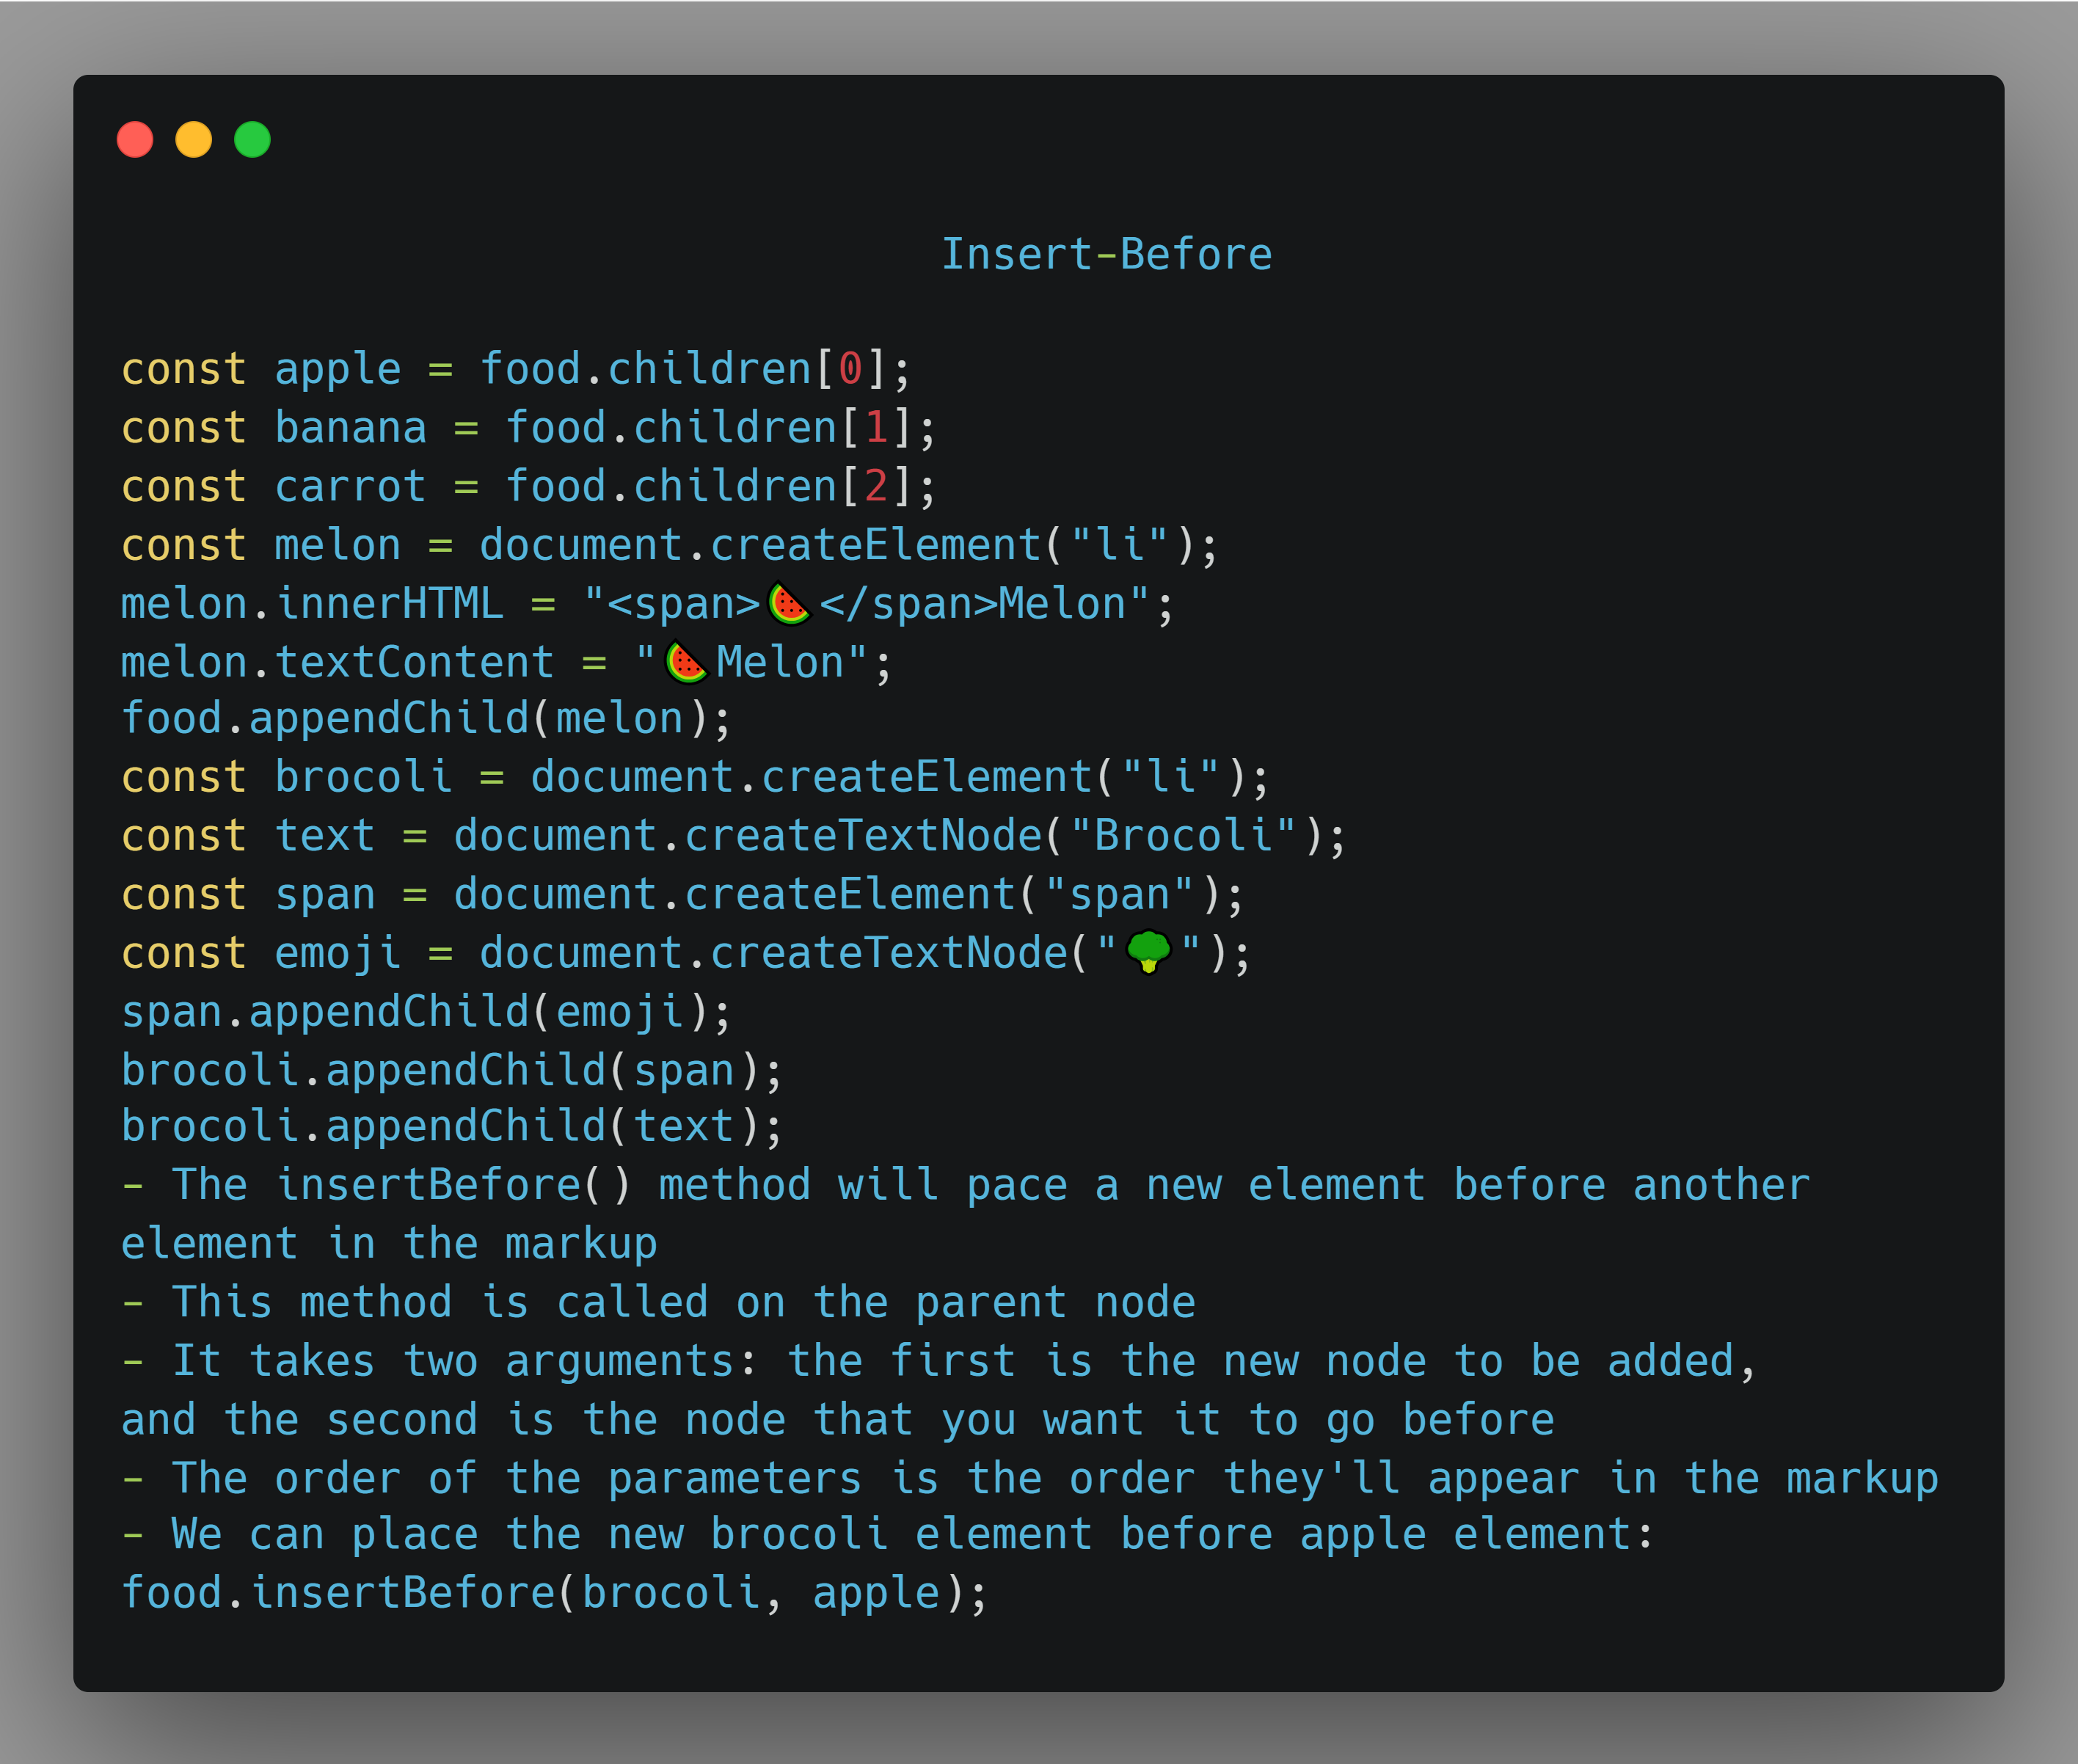 Insert-Before
const apple = food.children[0];
const banana = food.children[1];
const carrot = food.children[2];
const melon = document.createElement("li");
melon.innerHTML = "<span>🍉</span>Melon";
melon.textContent = "🍉Melon";
food.appendChild(melon);
const brocoli = document.createElement("li");
const text = document.createTextNode("Brocoli");
const span = document.createElement("span");
const emoji = document.createTextNode("🥦");
span.appendChild(emoji);
brocoli.appendChild(span);
brocoli.appendChild(text);
- The insertBefore() method will pace a new element before another
element in the markup
- This method is called on the parent node
- It takes two arguments: the first is the new node to be added,
and the second is the node that you want it to go before
- The order of the parameters is the order they'll appear in the markup
- We can place the new brocoli element before apple element:
food.insertBefore(brocoli, apple);